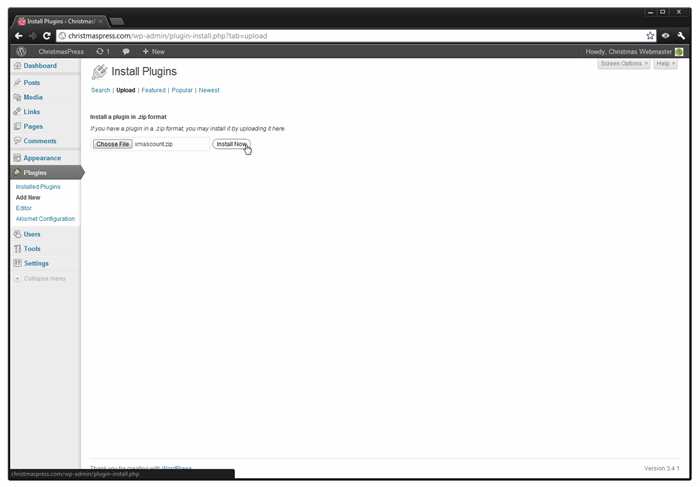 Install Plugins ‹ ChristmasP
christmaspress.com/wp-admin/plugin-install.php?tab=upload
ChristmasPress 1 + New Howdy, Christmas Webmaster
Screen Options Help
Dashboard
Posts
Media
Links
Pages
Comments
Appearance
Plugins
Installed Plugins
Add New
Editor
Akismet Configuration
Users
Tools
Settings
Collapse menu
Install Plugins
Search | Upload | Featured | Popular | Newest
Install a plugin in .zip format
If you have a plugin in a .zip format, you may install it by uploading it here.
Choose File xmascount.zip Install Now
Thank you for creating with WordPress.
Version 3.4.1
christmaspress.com/wp-admin/plugin-install.php